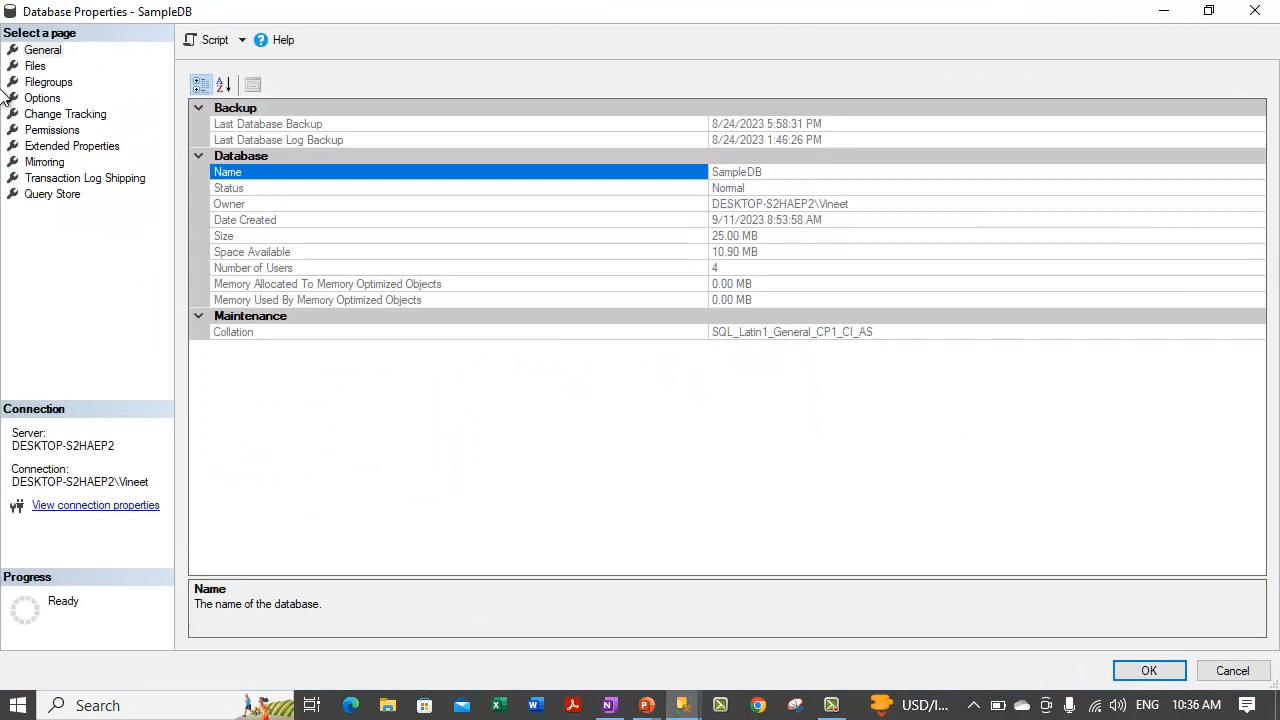 Database Properties - SampleDB
Select a page
General
Files
Filegroups
Options
Change Tracking
Permissions
Extended Properties
Mirroring
Transaction Log Shipping
Query Store
Connection
Server:
DESKTOP-S2HAEP2
Connection:
DESKTOP-S2HAEP2\Vineet
View connection properties
Progress
Ready
Script
Help
Backup
Last Database Backup 8/24/2023 5:58:31 PM
Last Database Log Backup 8/24/2023 1:46:26 PM
Database
Name SampleDB
Status Normal
Owner DESKTOP-S2HAEP2\Vineet
Date Created 9/11/2023 8:53:58 AM
Size 25.00 MB
Space Available 10.90 MB
Number of Users 4
Memory Allocated To Memory Optimized Objects 0.00 MB
Memory Used By Memory Optimized Objects 0.00 MB
Maintenance
Collation SQL_Latin1_General_CP1_CI_AS
Name
The name of the database.
OK Cancel
Search USD/I... ENG 10:36 AM